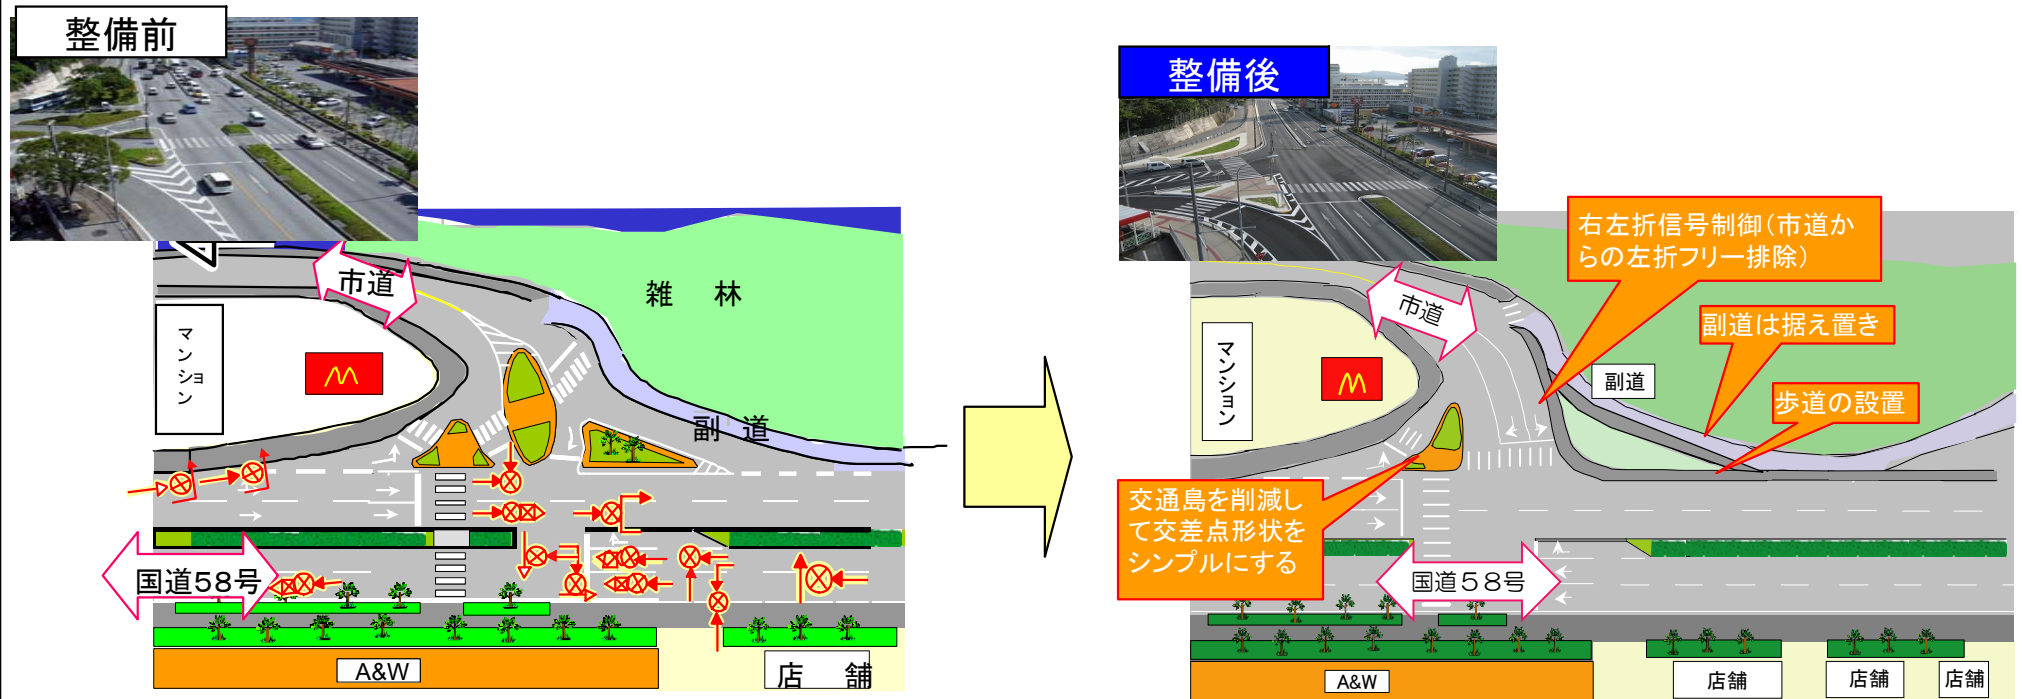 整備前
市道
雑 林
マンション
副 道
国道58号
A&W
店 舗
整備後
右左折信号制御(市道か
らの左折フリー排除)
市道
副道は据え置き
マンション
副道
歩道の設置
交通島を削減し
て交差点形状を
シンプルにする
国道58号
A&W
店舗
店舗
店舗